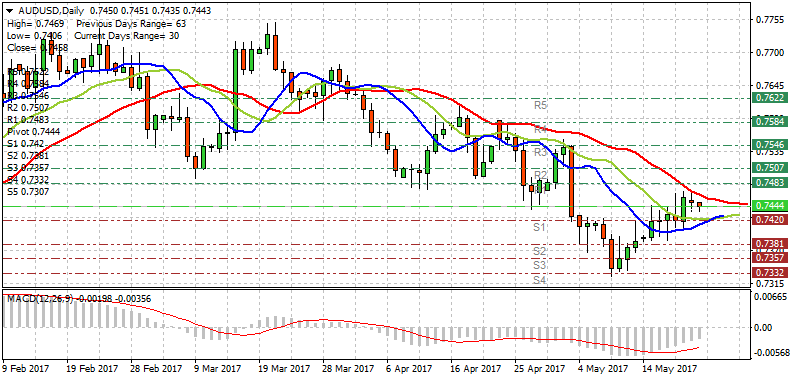 AUDUSD,Daily 0.7450 0.7451 0.7435 0.7443
High= 0.7469 Previous Days Range= 63
Low= 0.7406 Current Days Range= 30
Close= 0.7458
R2 0.7507
R1 0.7483
Pivot 0.7444
S1 0.742
S2 0.7381
S3 0.7357
S4 0.7332
S5 0.7307
R5
R4
R3
R2
S1
S2
S3
S4
0.7755
0.7700
0.7645
0.7622
0.7584
0.7546
0.7535
0.7507
0.7483
0.7444
0.7420
0.7381
0.7357
0.7332
0.7315
MACD(12,26,9) -0.00198 -0.00356
0.00665
0.00
-0.00568
9 Feb 2017
19 Feb 2017
28 Feb 2017
9 Mar 2017
19 Mar 2017
28 Mar 2017
6 Apr 2017
16 Apr 2017
25 Apr 2017
4 May 2017
14 May 2017